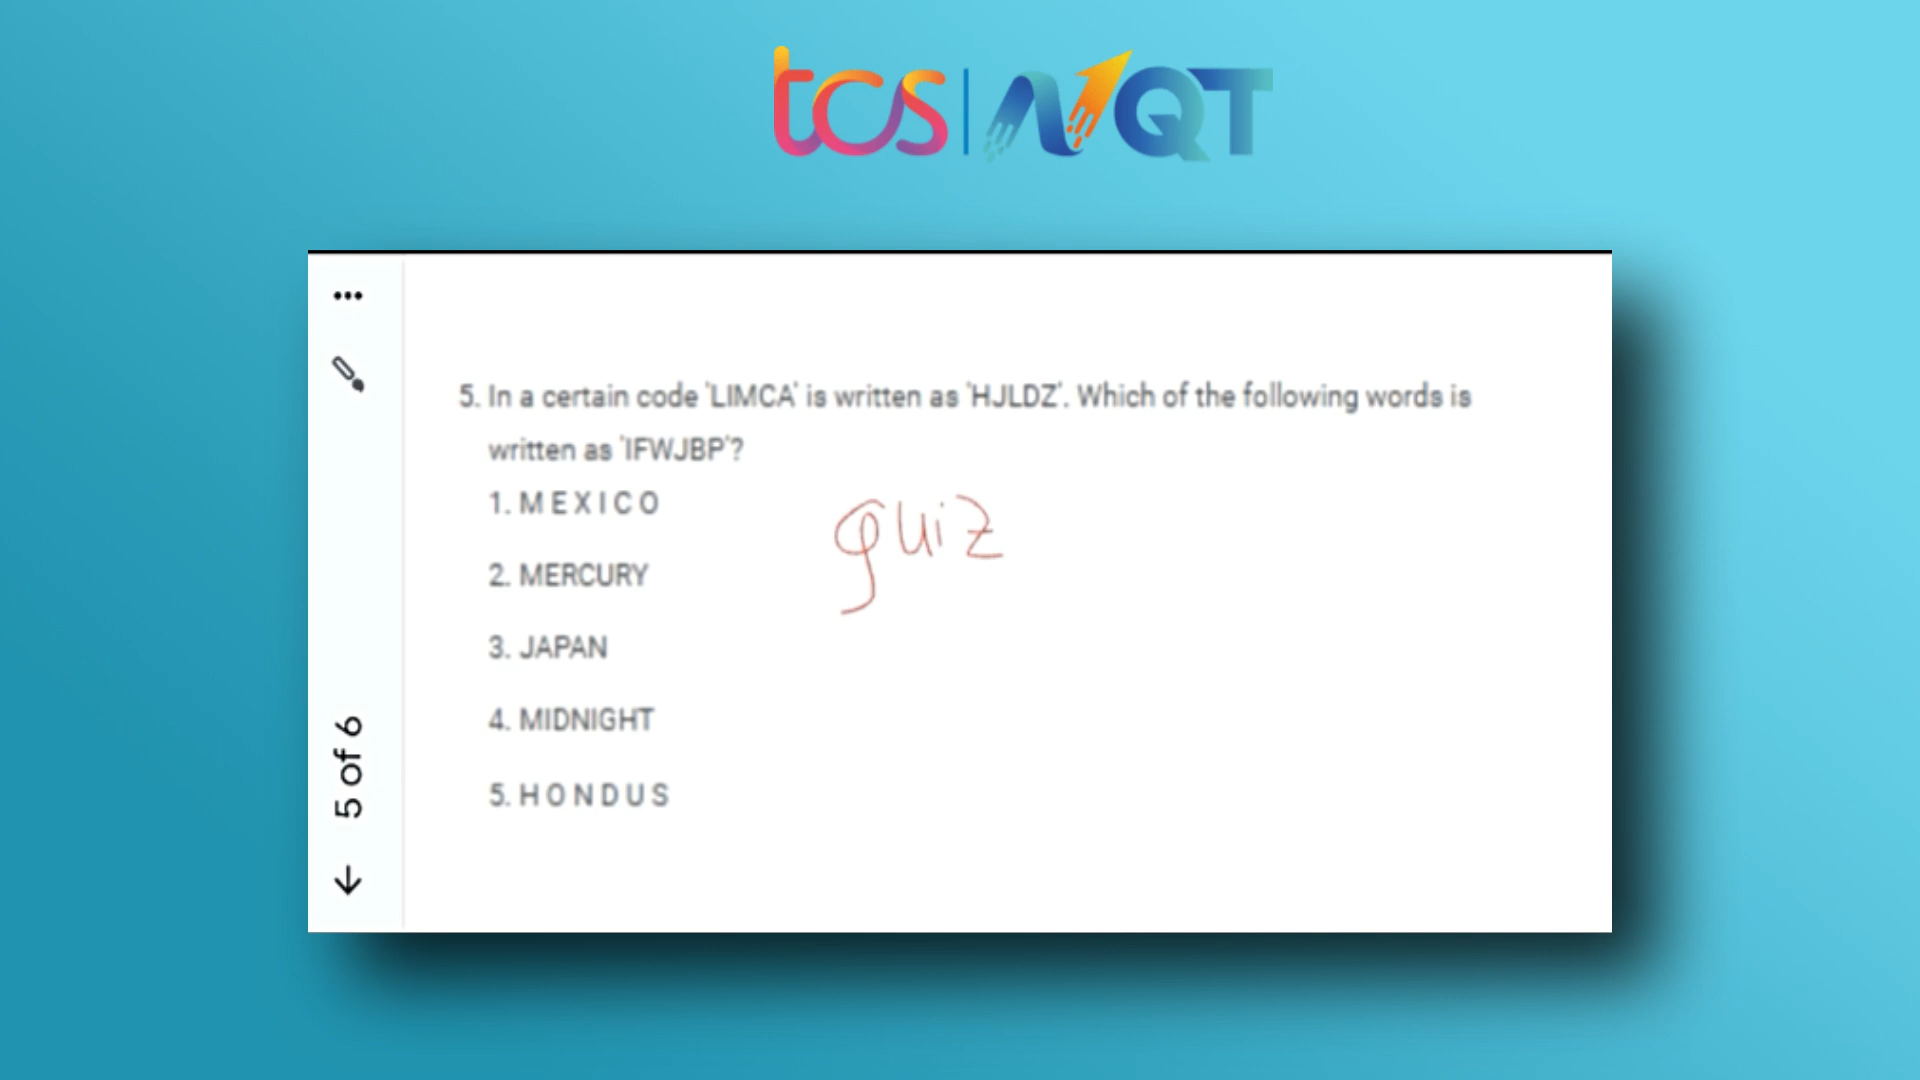 tcs | NQT
5. In a certain code 'LIMCA' is written as 'HJLDZ'. Which of the following words is
written as 'IFWJBP'?
1. M E X I C O
quiz
2. MERCURY
3. JAPAN
4. MIDNIGHT
5. H O N D U S
5 of 6